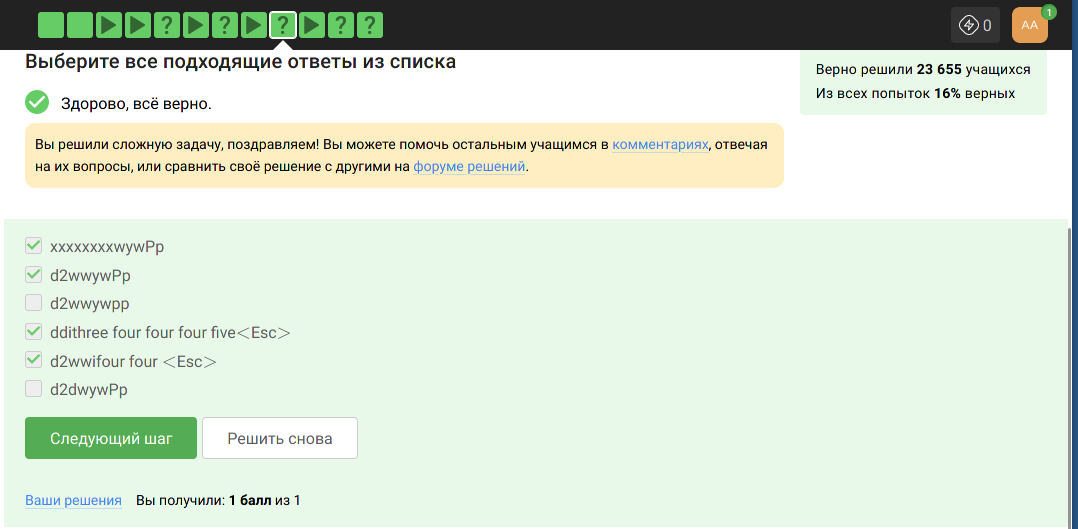 ? ? ? ? ?
0
AA
1
Выберите все подходящие ответы из списка
Здорово, всё верно.
Вы решили сложную задачу, поздравляем! Вы можете помочь остальным учащимся в комментариях, отвечая
на их вопросы, или сравнить своё решение с другими на форуме решений.
Верно решили 23 655 учащихся
Из всех попыток 16% верных
xxxxxxxxwywPp
d2wwywPp
d2wwywpp
ddithree four four four five<Esc>
d2wwifour four <Esc>
d2dwywPp
Следующий шаг
Решить снова
Ваши решения Вы получили: 1 балл из 1